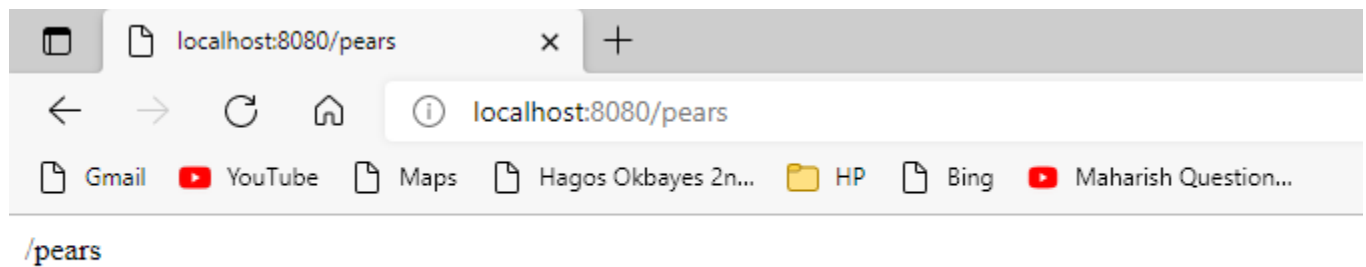 localhost:8080/pears
localhost:8080/pears
Gmail YouTube Maps Hagos Okbayes 2n... HP Bing Maharish Question...
/pears